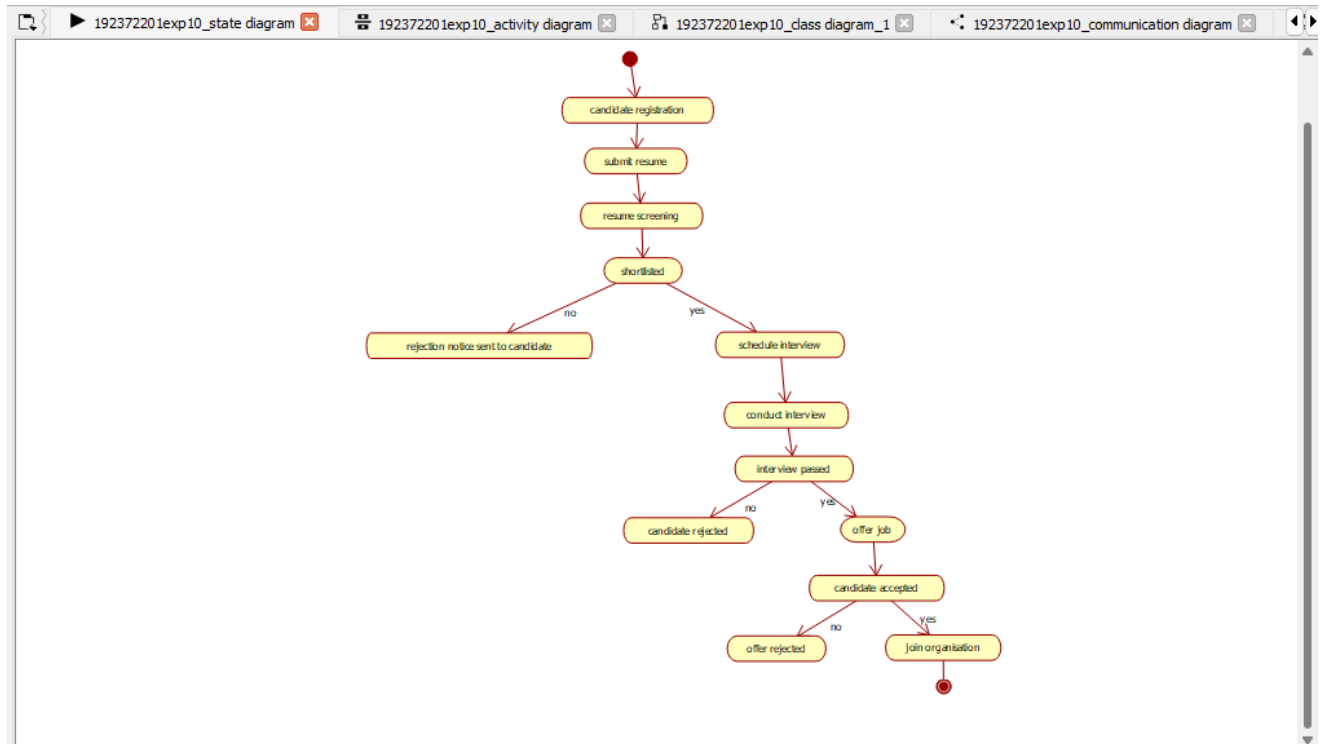 192372201exp10_state diagram
192372201exp10_activity diagram
192372201exp10_class diagram_1
192372201exp10_communication diagram
candidate registration
submit resume
resume screening
shortlisted
no
yes
rejection notice sent to candidate
schedule interview
conduct interview
interview passed
no
yes
candidate rejected
offer job
candidate accepted
no
yes
offer rejected
join organisation